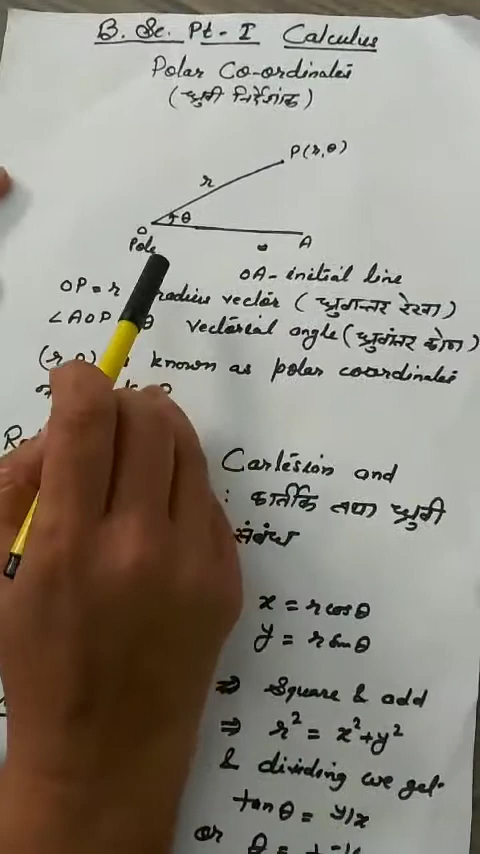 B. Sc. Pt - I Calculus
Polar Co-ordinates
(ध्रुवी निर्देशांक)
P(r, θ)
r
θ
O
Pole
A
OA - initial line
OP = r radius vector (ध्रुवान्तर रेखा)
∠AOP θ vectorial angle (ध्रुवांतर कोण)
known as polar coordinates
Cartesian and
: कार्तीक तथा ध्रुवी
संबंध
x = r cos θ
y = r sin θ
⇒ Square & add
⇒ r² = x² + y²
& dividing we get
tan θ = y/x
or θ =